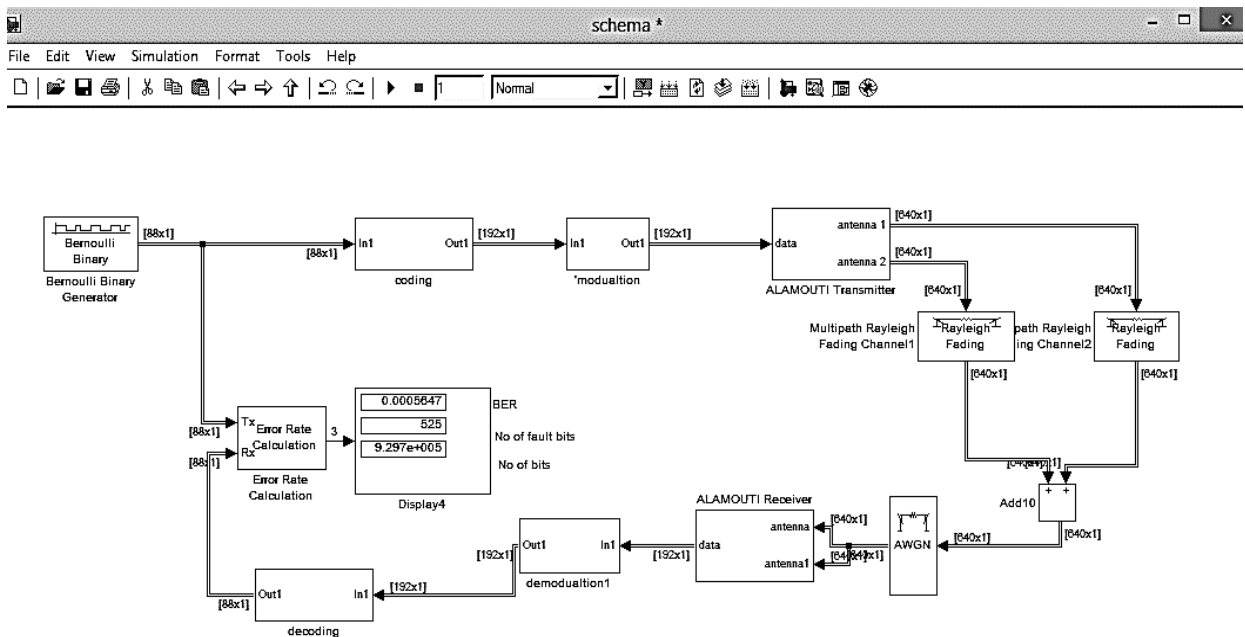 schema *
File Edit View Simulation Format Tools Help
1 Normal
[640x1]
Bernoulli
Binary
[88x1]
[88x1]
In1 Out1
[192x1]
In1 Out1
[192x1]
data
antenna 1
antenna 2
[640x1]
Bernoulli Binary
Generator
coding
"modualtion
ALAMOUTI Transmitter
[640x1]
[640x1]
Multipath Rayleigh
Fading Channel1
Rayleigh
Fading
path Rayleigh
ing Channel2
Rayleigh
Fading
[640x1]
[640x1]
0.0005647
BER
525
No of fault bits
9.297e+005
No of bits
Tx
[88x1]
Rx
[88x1]
Error Rate
Calculation
3
Error Rate
Calculation
Display4
ALAMOUTI Receiver
+ +
Add10
[640x1]
antenna
antenna1
data
[640x1]
AWGN
[640x1]
[192x1]
Out1 In1
[192x1]
demodualtion1
Out1 In1
[192x1]
[88x1]
decoding